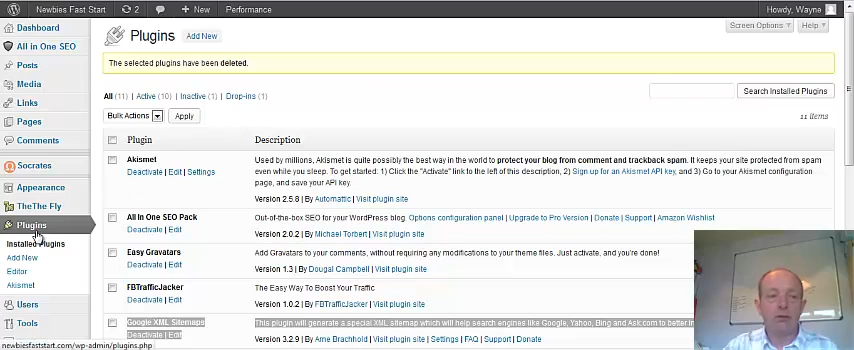 Newbies Fast Start 2 + New Performance Howdy, Wayne
Dashboard
All in One SEO
Posts
Media
Links
Pages
Comments
Socrates
Appearance
TheThe Fly
Plugins
Installed Plugins
Add New
Editor
Akismet
Users
Tools
newbiesfaststart.com/wp-admin/plugins.php
Screen Options Help
Plugins Add New
The selected plugins have been deleted.
All (11) | Active (10) | Inactive (1) | Drop-ins (1)
Search Installed Plugins
Bulk Actions Apply
11 items
Plugin Description
Akismet
Deactivate | Edit | Settings
Used by millions, Akismet is quite possibly the best way in the world to protect your blog from comment and trackback spam. It keeps your site protected from spam
even while you sleep. To get started: 1) Click the "Activate" link to the left of this description, 2) Sign up for an Akismet API key, and 3) Go to your Akismet configuration
page, and save your API key.
Version 2.5.8 | By Automattic | Visit plugin site
All In One SEO Pack
Deactivate | Edit
Out-of-the-box SEO for your WordPress blog. Options configuration panel | Upgrade to Pro Version | Donate | Support | Amazon Wishlist
Version 2.0.2 | By Michael Torbert | Visit plugin site
Easy Gravatars
Deactivate | Edit
Add Gravatars to your comments, without requiring any modifications to your theme files. Just activate, and you're done!
Version 1.3 | By Dougal Campbell | Visit plugin site
FBTrafficJacker
Deactivate | Edit
The Easy Way To Boost Your Traffic
Version 1.0.2 | By FBTrafficJacker | Visit plugin site
Google XML Sitemaps
Deactivate | Edit
This plugin will generate a special XML sitemap which will help search engines like Google, Yahoo, Bing and Ask.com to better in
Version 3.2.9 | By Arne Brachhold | Visit plugin site | Settings | FAQ | Support | Donate